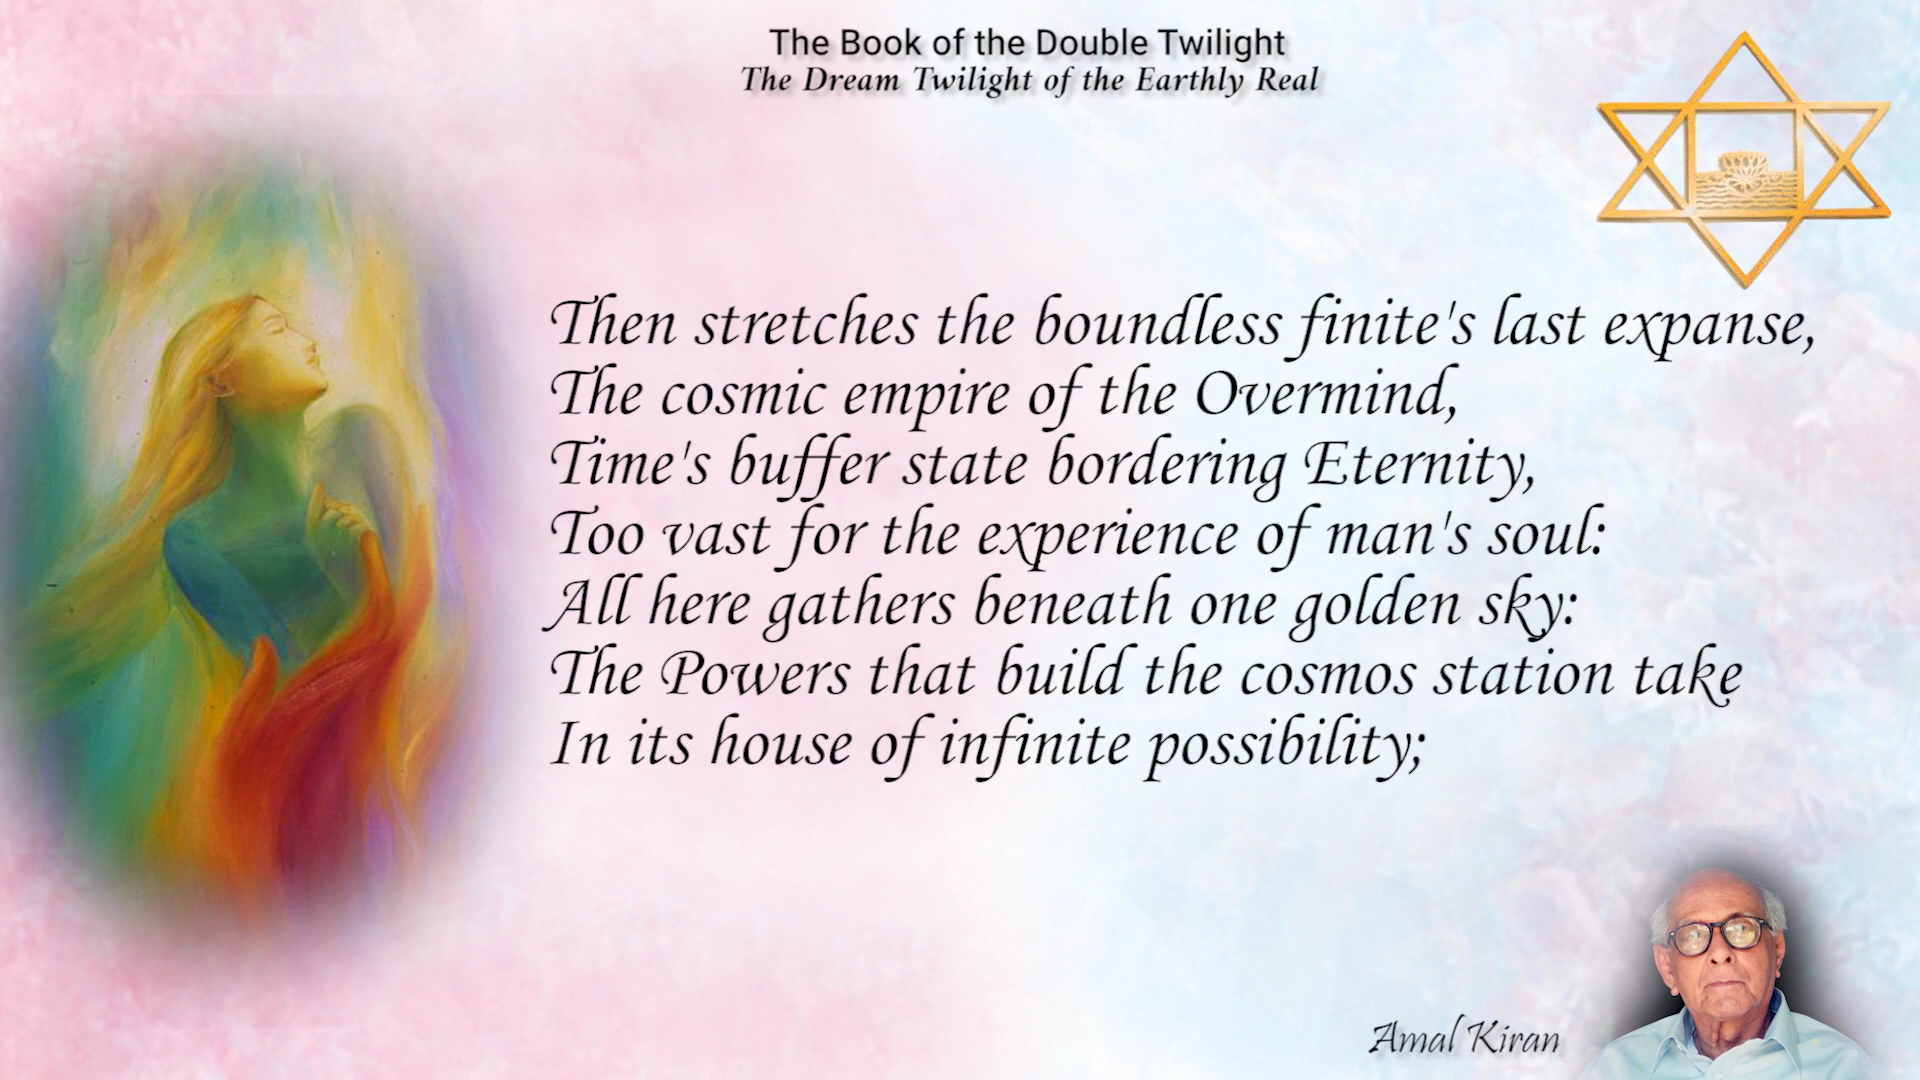 The Book of the Double Twilight
The Dream Twilight of the Earthly Real
Then stretches the boundless finite's last expanse,
The cosmic empire of the Overmind,
Time's buffer state bordering Eternity,
Too vast for the experience of man's soul:
All here gathers beneath one golden sky:
The Powers that build the cosmos station take
In its house of infinite possibility;
Amal Kiran